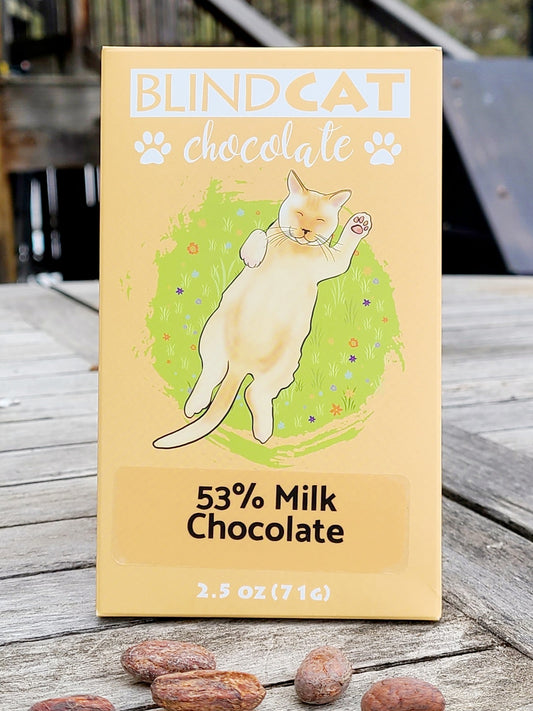 BLINDCAT
chocolate
53% Milk
Chocolate
2.5 oz (71G)